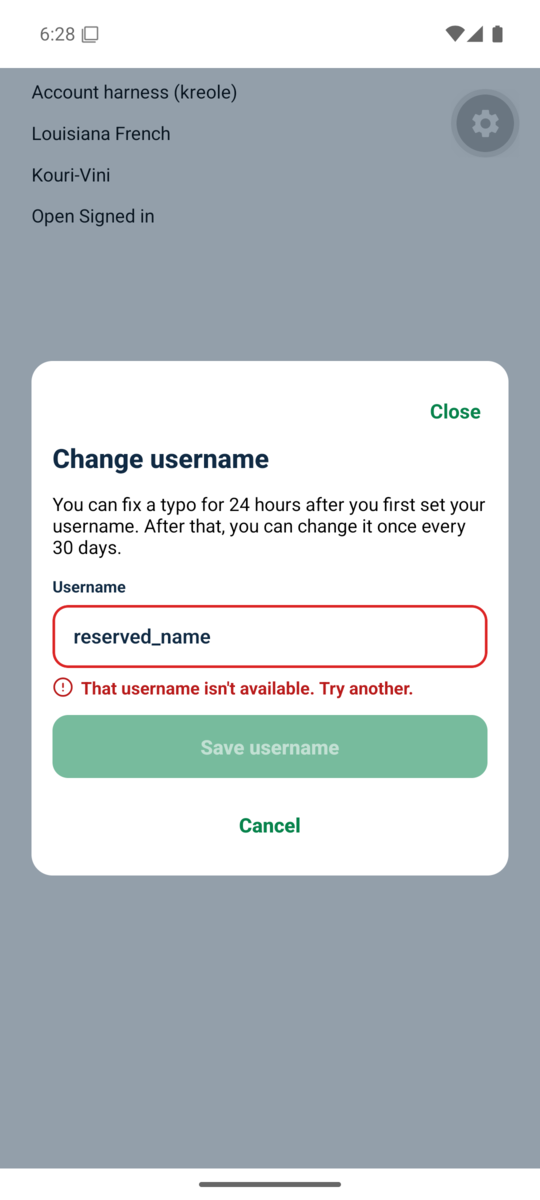 6:28
Account harness (kreole)
Louisiana French
Kouri-Vini
Open Signed in
Close
Change username
You can fix a typo for 24 hours after you first set your
username. After that, you can change it once every
30 days.
Username
reserved_name
That username isn't available. Try another.
Save username
Cancel